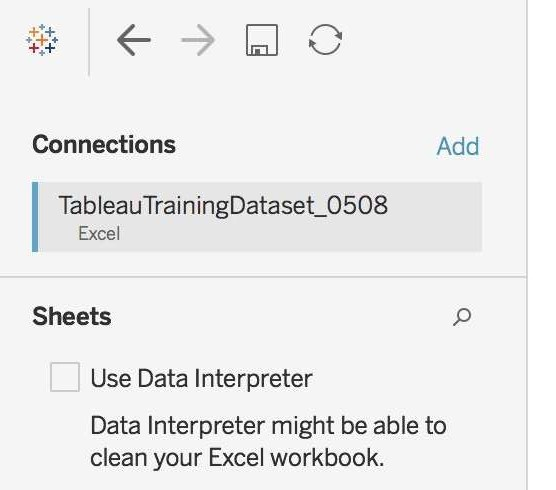 Connections
Add
TableauTrainingDataset_0508
Excel
Sheets
Use Data Interpreter
Data Interpreter might be able to
clean your Excel workbook.